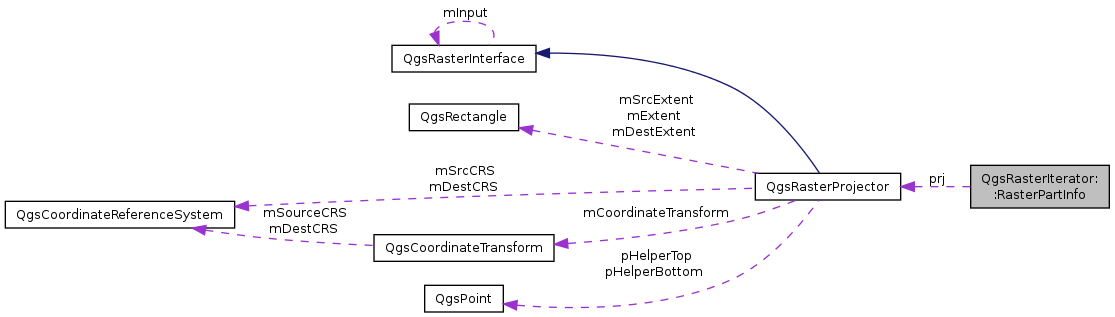 mInput
QgsRasterInterface
mSrcExtent
mExtent
mDestExtent
QgsRectangle
mSrcCRS
mDestCRS
QgsRasterProjector
prj
QgsRasterIterator:
:RasterPartInfo
QgsCoordinateReferenceSystem
mSourceCRS
mDestCRS
mCoordinateTransform
QgsCoordinateTransform
pHelperTop
pHelperBottom
QgsPoint